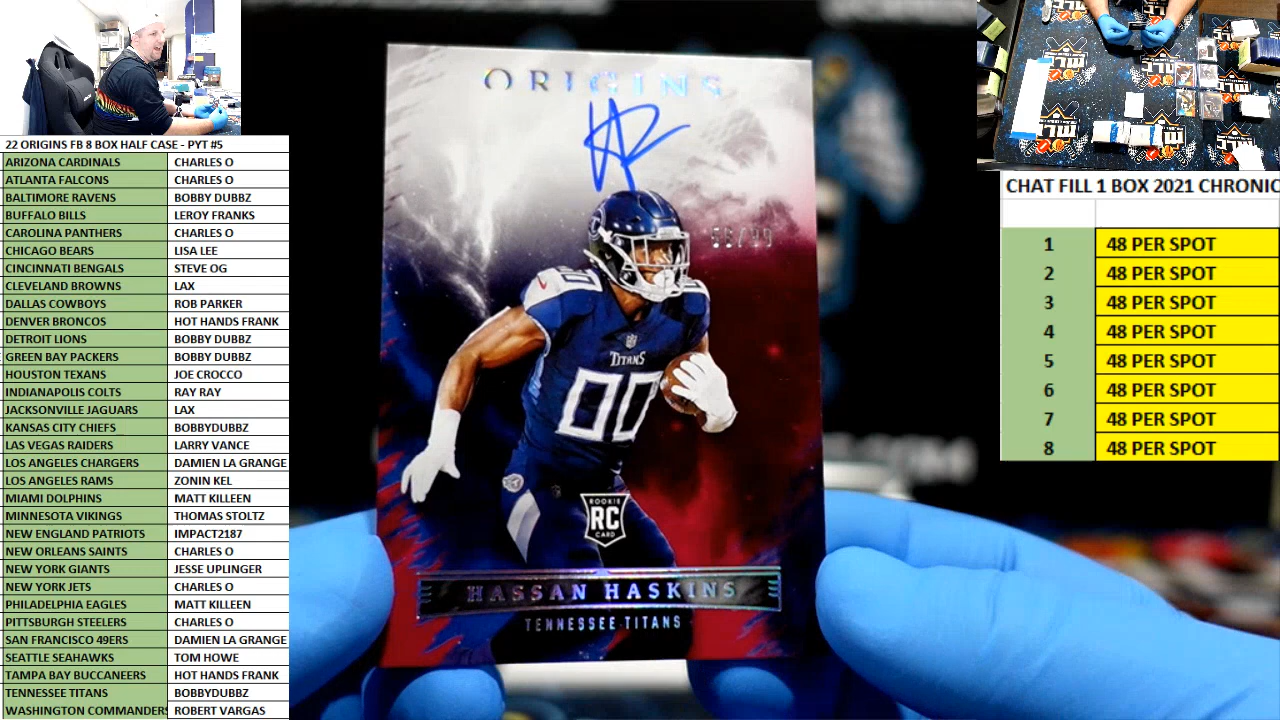 22 ORIGINS FB 8 BOX HALF CASE - PYT #5
ARIZONA CARDINALS CHARLES O
ATLANTA FALCONS CHARLES O
BALTIMORE RAVENS BOBBY DUBBZ
BUFFALO BILLS LEROY FRANKS
CAROLINA PANTHERS CHARLES O
CHICAGO BEARS LISA LEE
CINCINNATI BENGALS STEVE OG
CLEVELAND BROWNS LAX
DALLAS COWBOYS ROB PARKER
DENVER BRONCOS HOT HANDS FRANK
DETROIT LIONS BOBBY DUBBZ
GREEN BAY PACKERS BOBBY DUBBZ
HOUSTON TEXANS JOE CROCCO
INDIANAPOLIS COLTS RAY RAY
JACKSONVILLE JAGUARS LAX
KANSAS CITY CHIEFS BOBBYDUBBZ
LAS VEGAS RAIDERS LARRY VANCE
LOS ANGELES CHARGERS DAMIEN LA GRANGE
LOS ANGELES RAMS ZONIN KEL
MIAMI DOLPHINS MATT KILLEEN
MINNESOTA VIKINGS THOMAS STOLTZ
NEW ENGLAND PATRIOTS IMPACT2187
NEW ORLEANS SAINTS CHARLES O
NEW YORK GIANTS JESSE UPLINGER
NEW YORK JETS CHARLES O
PHILADELPHIA EAGLES MATT KILLEEN
PITTSBURGH STEELERS CHARLES O
SAN FRANCISCO 49ERS DAMIEN LA GRANGE
SEATTLE SEAHAWKS TOM HOWE
TAMPA BAY BUCCANEERS HOT HANDS FRANK
TENNESSEE TITANS BOBBYDUBBZ
WASHINGTON COMMANDERS ROBERT VARGAS
ORIGINS
TITANS
00
ROOKIE
RC
CARD
HASSAN HASKINS
TENNESSEE TITANS
CHAT FILL 1 BOX 2021 CHRONIC
1 48 PER SPOT
2 48 PER SPOT
3 48 PER SPOT
4 48 PER SPOT
5 48 PER SPOT
6 48 PER SPOT
7 48 PER SPOT
8 48 PER SPOT